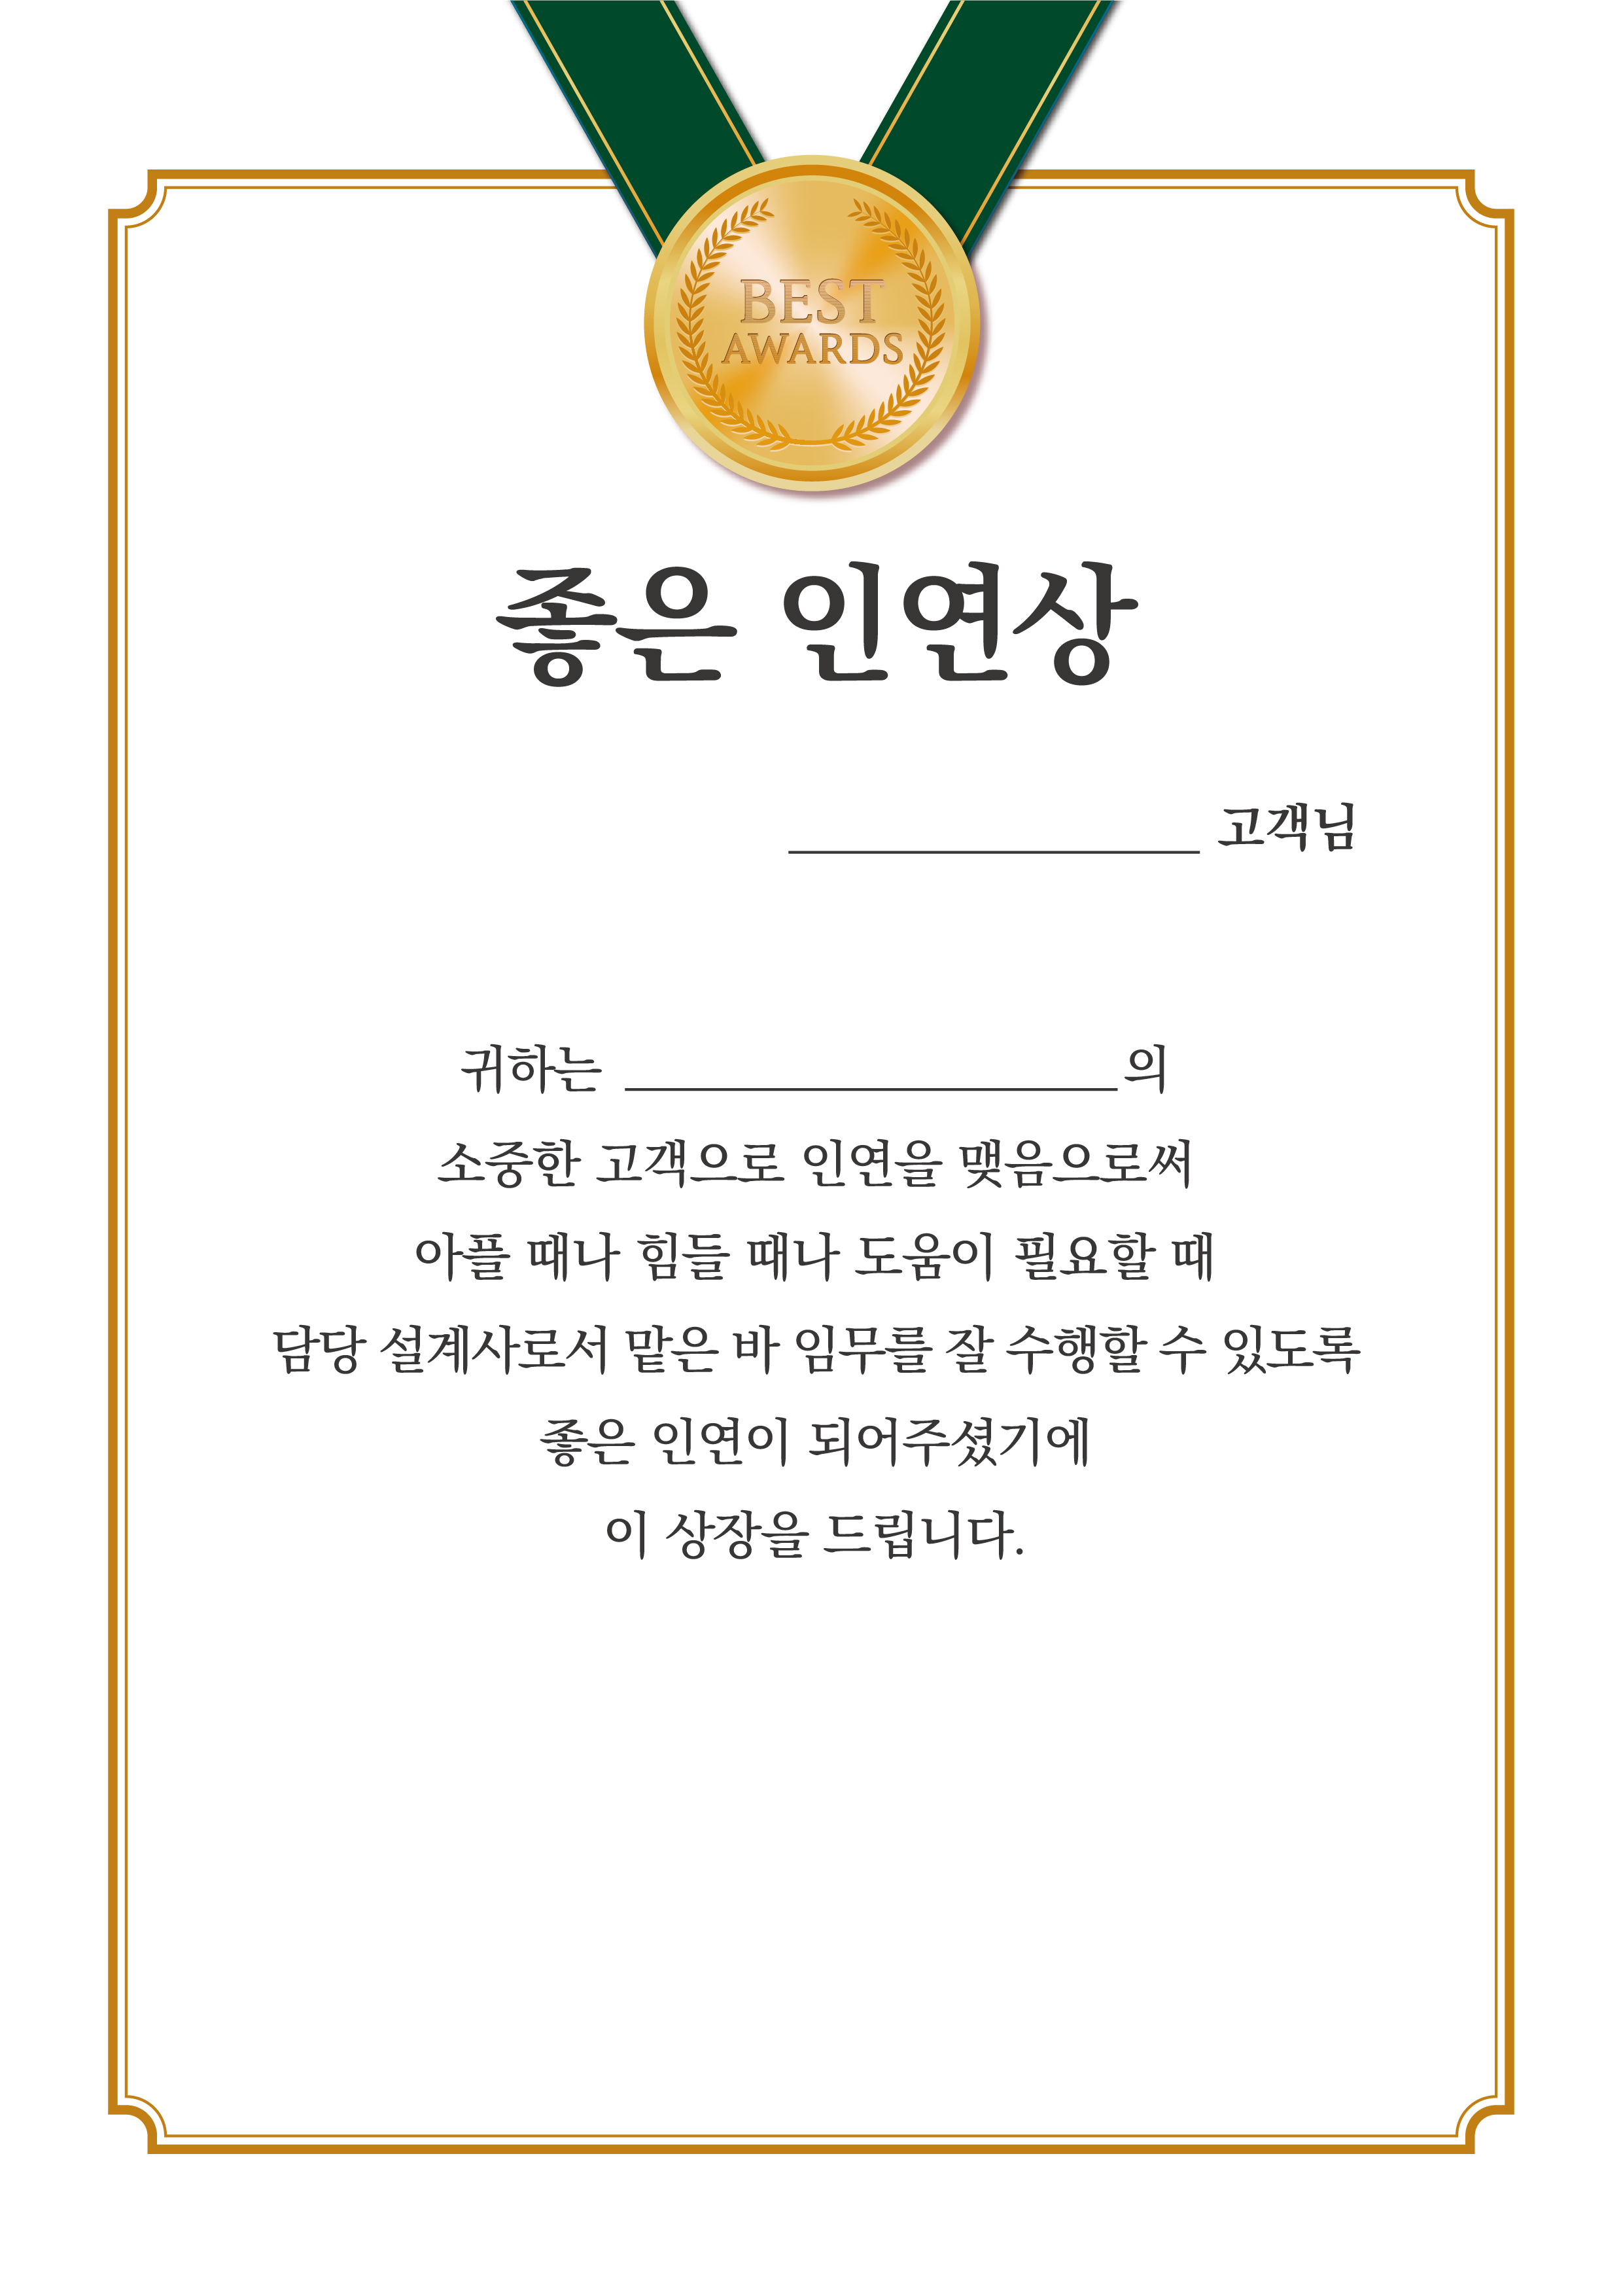 BEST
AWARDS
좋은 인연상
고객님
귀하는 의
소중한 고객으로 인연을 맺음으로써
아플 때나 힘들 때나 도움이 필요할 때
담당 설계사로서 맡은 바 임무를 잘 수행할 수 있도록
좋은 인연이 되어주셨기에
이 상장을 드립니다.